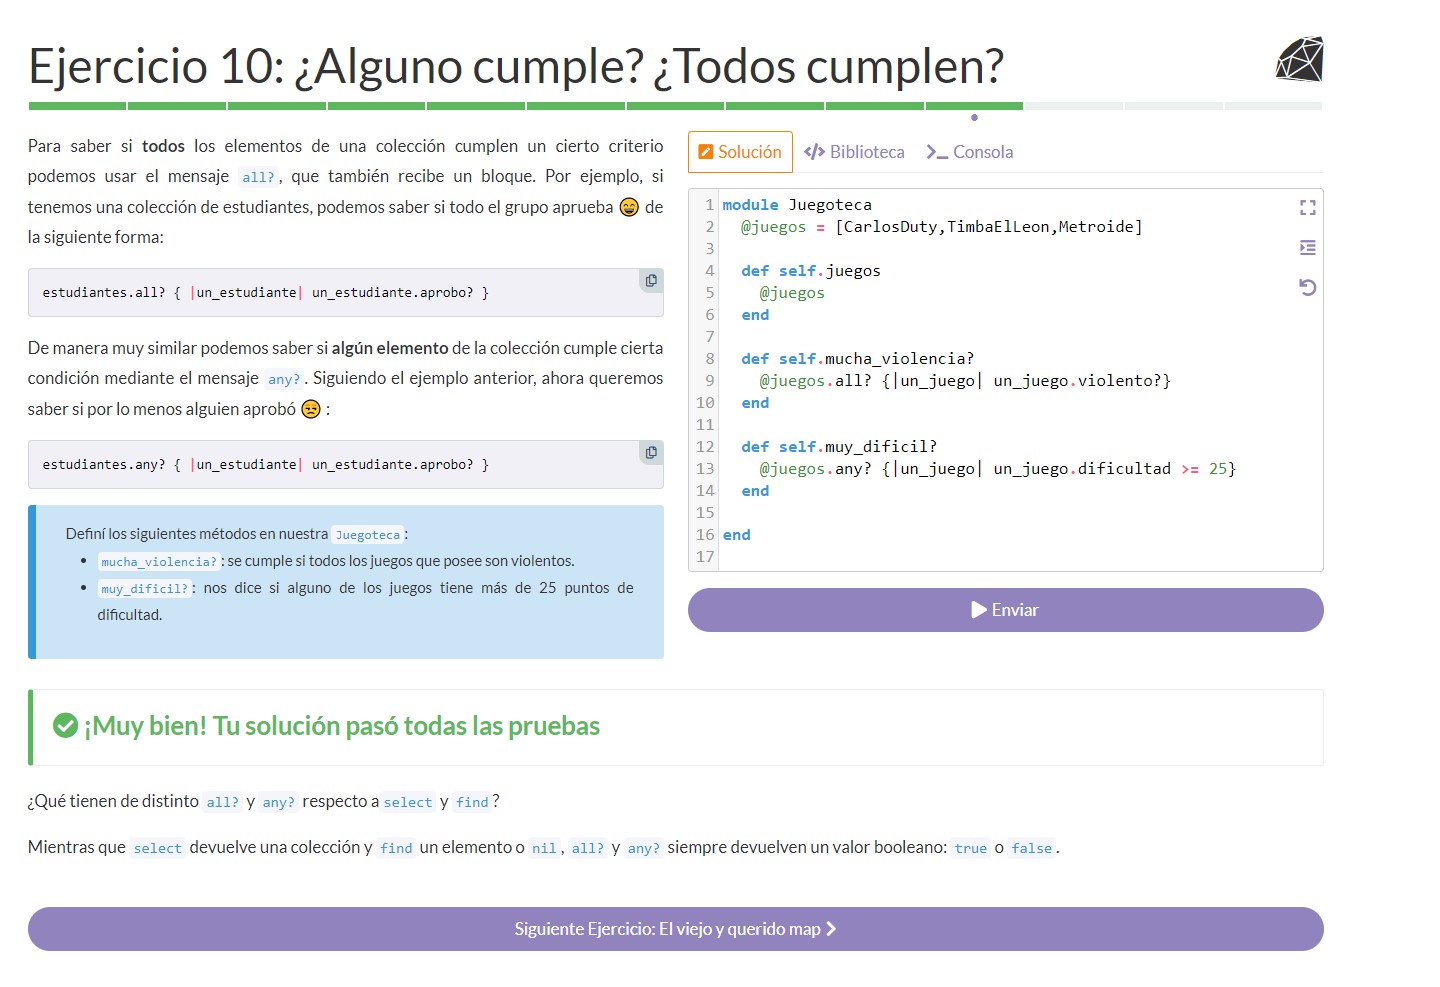 Ejercicio 10: ¿Alguno cumple? ¿Todos cumplen?
Para saber si todos los elementos de una colección cumplen un cierto criterio
podemos usar el mensaje all?, que también recibe un bloque. Por ejemplo, si
tenemos una colección de estudiantes, podemos saber si todo el grupo aprueba 😄 de
la siguiente forma:
estudiantes.all? { |un_estudiante| un_estudiante.aprobo? }
De manera muy similar podemos saber si algún elemento de la colección cumple cierta
condición mediante el mensaje any?. Siguiendo el ejemplo anterior, ahora queremos
saber si por lo menos alguien aprobó 😒 :
estudiantes.any? { |un_estudiante| un_estudiante.aprobo? }
Definí los siguientes métodos en nuestra Juegoteca:
• mucha_violencia?: se cumple si todos los juegos que posee son violentos.
• muy_dificil?: nos dice si alguno de los juegos tiene más de 25 puntos de
dificultad.
Solución </> Biblioteca >_ Consola
1 module Juegoteca
2   @juegos = [CarlosDuty,TimbaElLeon,Metroide]
3
4   def self.juegos
5     @juegos
6   end
7
8   def self.mucha_violencia?
9     @juegos.all? {|un_juego| un_juego.violento?}
10   end
11
12   def self.muy_dificil?
13     @juegos.any? {|un_juego| un_juego.dificultad >= 25}
14   end
15
16 end
17
Enviar
¡Muy bien! Tu solución pasó todas las pruebas
¿Qué tienen de distinto all? y any? respecto a select y find?
Mientras que select devuelve una colección y find un elemento o nil, all? y any? siempre devuelven un valor booleano: true o false.
Siguiente Ejercicio: El viejo y querido map